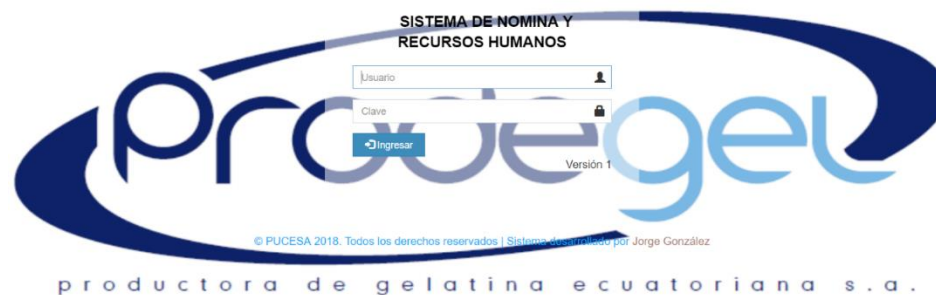 SISTEMA DE NOMINA Y
RECURSOS HUMANOS
Usuario
Clave
Ingresar
Versión 1
Prodegel
© PUCESA 2018. Todos los derechos reservados | Sistema desarrollado por Jorge González
productora de gelatina ecuatoriana s.a.